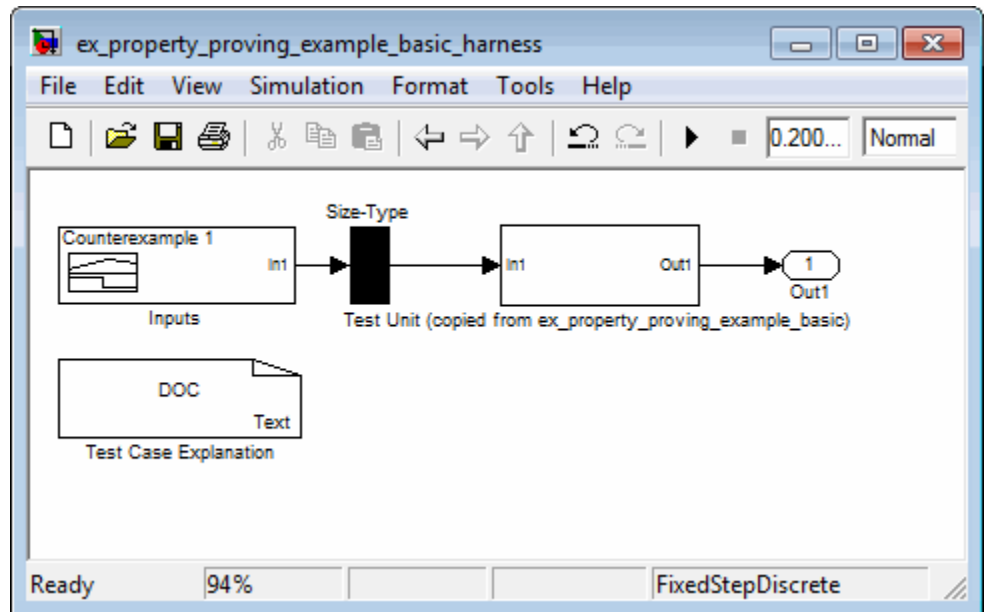 ex_property_proving_example_basic_harness
File Edit View Simulation Format Tools Help
0.200... Normal
Size-Type
Counterexample 1
In1
In1
Out1
1
Out1
Inputs
Test Unit (copied from ex_property_proving_example_basic)
DOC
Text
Test Case Explanation
Ready 94% FixedStepDiscrete